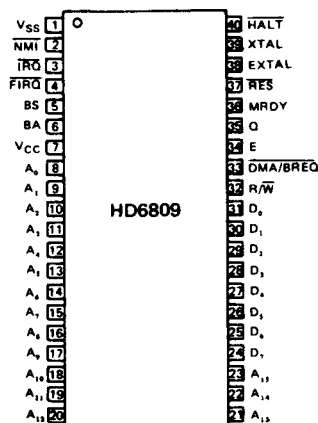 VSS 1 40 HALT
NMI 2 39 XTAL
IRQ 3 38 EXTAL
FIRQ 4 37 RES
BS 5 36 MRDY
BA 6 35 Q
VCC 7 34 E
A₀ 8 33 DMA/BREQ
A₁ 9 32 R/W
A₂ 10 HD6809 31 D₀
A₃ 11 30 D₁
A₄ 12 29 D₂
A₅ 13 28 D₃
A₆ 14 27 D₄
A₇ 15 26 D₅
A₈ 16 25 D₆
A₉ 17 24 D₇
A₁₀ 18 23 A₁₅
A₁₁ 19 22 A₁₄
A₁₂ 20 21 A₁₃